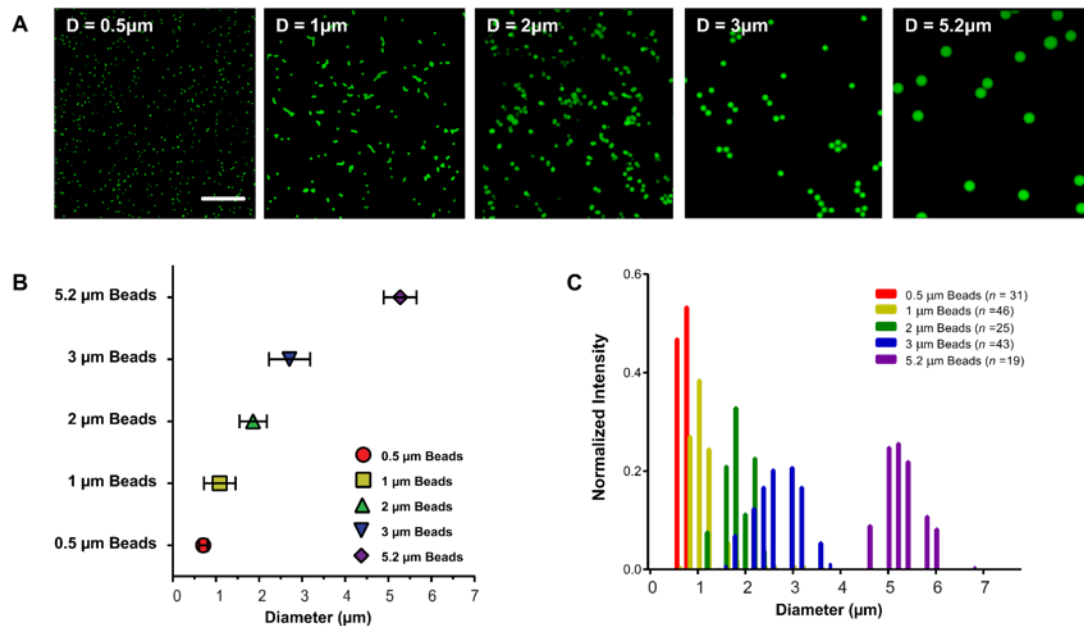 A
D = 0.5µm
D = 1µm
D = 2µm
D = 3µm
D = 5.2µm
B
5.2 µm Beads
3 µm Beads
2 µm Beads
1 µm Beads
0.5 µm Beads
0.5 µm Beads
1 µm Beads
2 µm Beads
3 µm Beads
5.2 µm Beads
0 1 2 3 4 5 6 7
Diameter (µm)
C
Normalized Intensity
0.6
0.4
0.2
0.0
0.5 µm Beads (n = 31)
1 µm Beads (n =46)
2 µm Beads (n =25)
3 µm Beads (n =43)
5.2 µm Beads (n =19)
0 1 2 3 4 5 6 7
Diameter (µm)